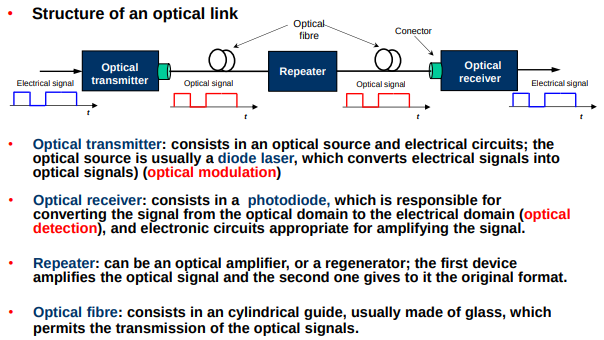 • Structure of an optical link
Optical
fibre
Conector
Optical
transmitter
Repeater
Optical
receiver
Electrical signal
Optical signal
Optical signal
Electrical signal
t
t
t
t
• Optical transmitter: consists in an optical source and electrical circuits; the
optical source is usually a diode laser, which converts electrical signals into
optical signals) (optical modulation)
• Optical receiver: consists in a photodiode, which is responsible for
converting the signal from the optical domain to the electrical domain (optical
detection), and electronic circuits appropriate for amplifying the signal.
• Repeater: can be an optical amplifier, or a regenerator; the first device
amplifies the optical signal and the second one gives to it the original format.
• Optical fibre: consists in an cylindrical guide, usually made of glass, which
permits the transmission of the optical signals.